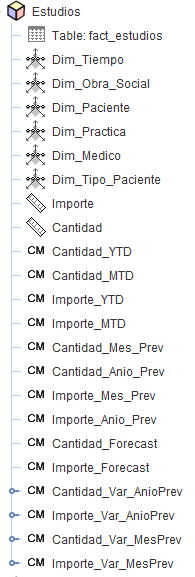 Estudios
Table: fact_estudios
Dim_Tiempo
Dim_Obra_Social
Dim_Paciente
Dim_Practica
Dim_Medico
Dim_Tipo_Paciente
Importe
Cantidad
CM Cantidad_YTD
CM Cantidad_MTD
CM Importe_YTD
CM Importe_MTD
CM Cantidad_Mes_Prev
CM Cantidad_Anio_Prev
CM Importe_Mes_Prev
CM Importe_Anio_Prev
CM Cantidad_Forecast
CM Importe_Forecast
CM Cantidad_Var_AnioPrev
CM Importe_Var_AnioPrev
CM Cantidad_Var_MesPrev
CM Importe_Var_MesPrev